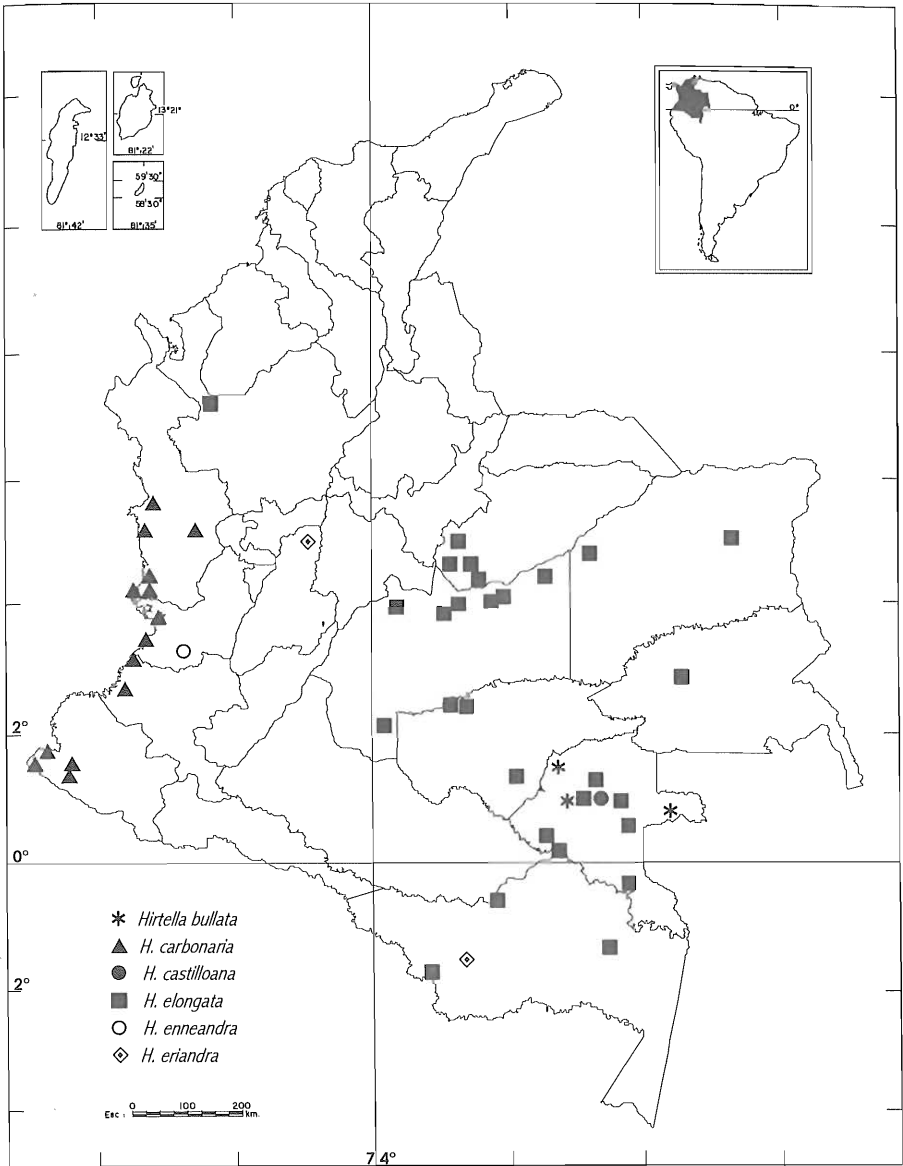 12°33'
81°42'
13°21'
81°22'
59'30"
58'30"
81°35'
0°
2°
0°
2°
Hirtella bullata
H. carbonaria
H. castilloana
H. elongata
H. enneandra
H. eriandra
Esc : 0 100 200 km.
74°